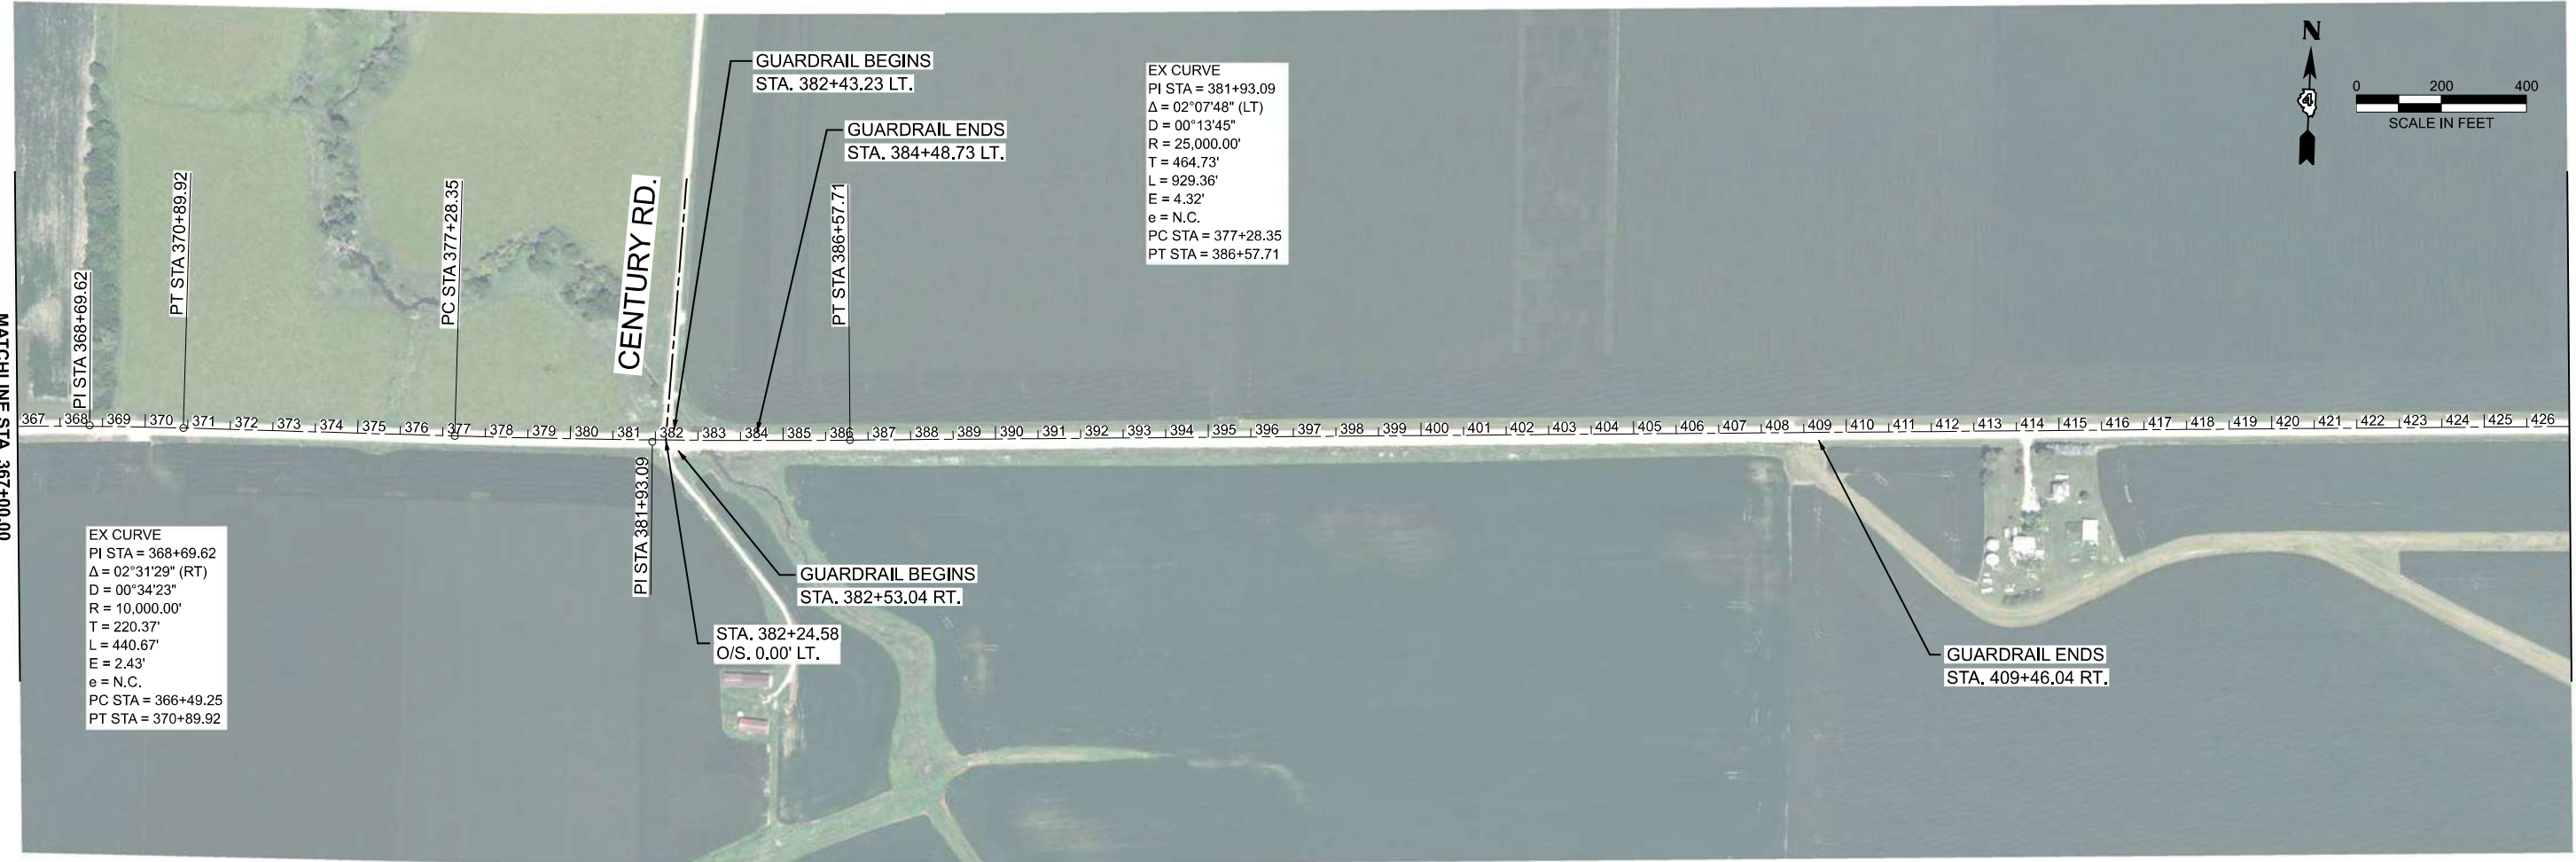 GUARDRAIL BEGINS
STA. 382+43.23 LT.
GUARDRAIL ENDS
STA. 384+48.73 LT.
EX CURVE
PI STA = 381+93.09
Δ = 02°07'48" (LT)
D = 00°13'45"
R = 25,000.00'
T = 464.73'
L = 929.36'
E = 4.32'
e = N.C.
PC STA = 377+28.35
PT STA = 386+57.71
N
4
0 200 400
SCALE IN FEET
MATCHLINE STA. 367+00.00
PI STA 368+69.62
PT STA 370+89.92
PC STA 377+28.35
CENTURY RD.
PT STA 386+57.71
367 368 369 370 371 372 373 374 375 376 377 378 379 380 381 382 383 384 385 386 387 388 389 390 391 392 393 394 395 396 397 398 399 400 401 402 403 404 405 406 407 408 409 410 411 412 413 414 415 416 417 418 419 420 421 422 423 424 425 426
PI STA 381+93.09
EX CURVE
PI STA = 368+69.62
Δ = 02°31'29" (RT)
D = 00°34'23"
R = 10,000.00'
T = 220.37'
L = 440.67'
E = 2.43'
e = N.C.
PC STA = 366+49.25
PT STA = 370+89.92
GUARDRAIL BEGINS
STA. 382+53.04 RT.
STA. 382+24.58
O/S. 0.00' LT.
GUARDRAIL ENDS
STA. 409+46.04 RT.